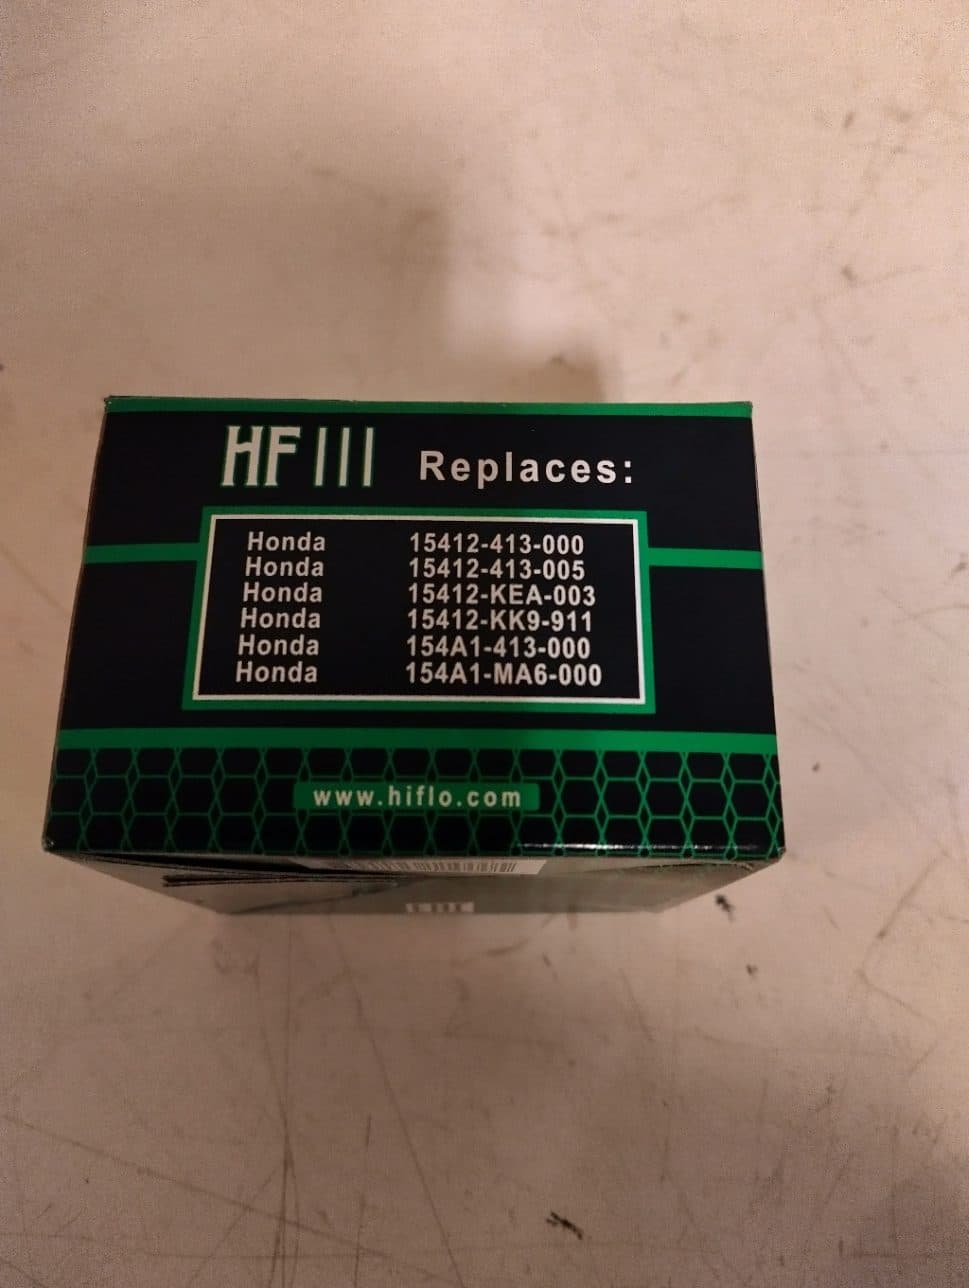 HF111 Replaces:
Honda 15412-413-000
Honda 15412-413-005
Honda 15412-KEA-003
Honda 15412-KK9-911
Honda 154A1-413-000
Honda 154A1-MA6-000
www.hiflo.com